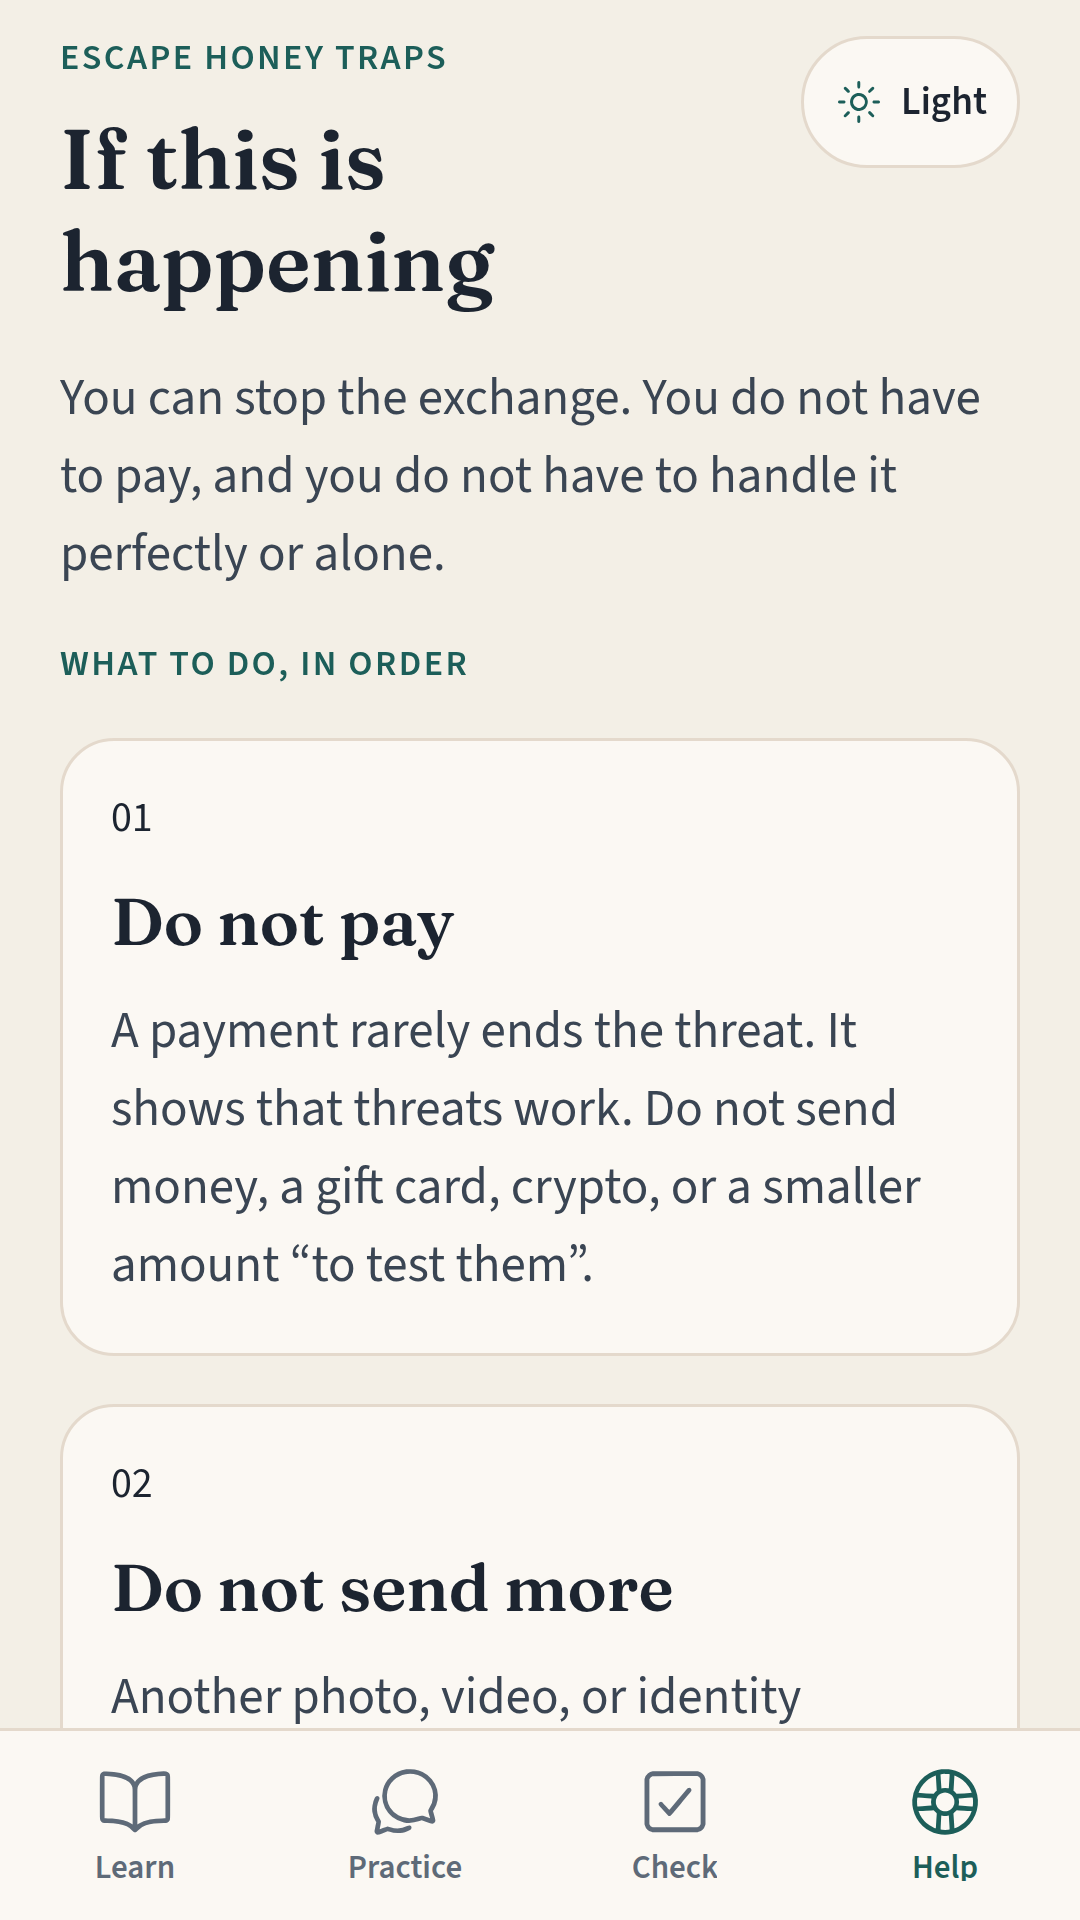 ESCAPE HONEY TRAPS
Light
If this is
happening
You can stop the exchange. You do not have
to pay, and you do not have to handle it
perfectly or alone.
WHAT TO DO, IN ORDER
01
Do not pay
A payment rarely ends the threat. It
shows that threats work. Do not send
money, a gift card, crypto, or a smaller
amount “to test them”.
02
Do not send more
Another photo, video, or identity
Learn
Practice
Check
Help